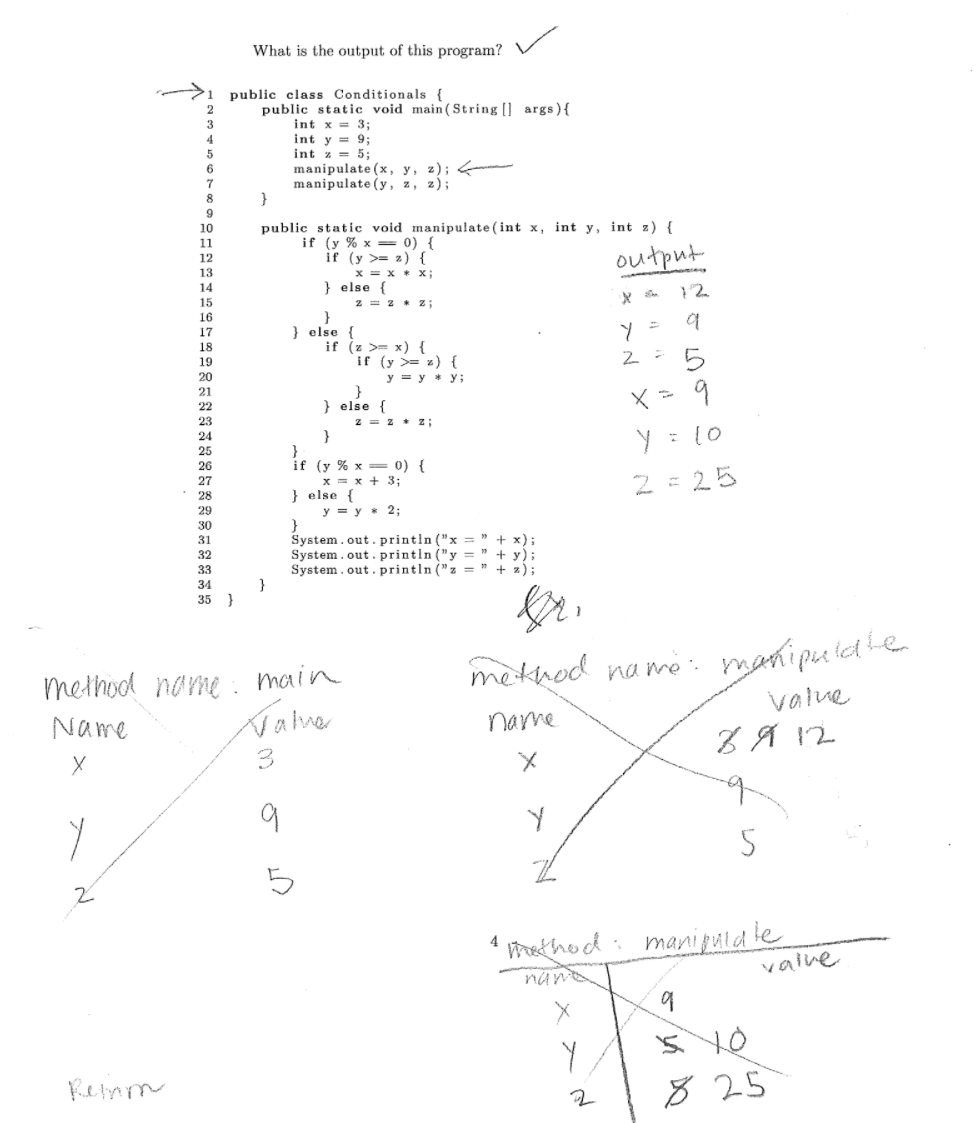 What is the output of this program? ✓
1 public class Conditionals {
2 public static void main(String[] args){
3 int x = 3;
4 int y = 9;
5 int z = 5;
6 manipulate(x, y, z);
7 manipulate(y, z, z);
8 }
9
10 public static void manipulate(int x, int y, int z) {
11 if (y % x == 0) {
12 if (y >= z) {
13 x = x * x;
14 } else {
15 z = z * z;
16 }
17 } else {
18 if (z >= x) {
19 if (y >= z) {
20 y = y * y;
21 }
22 } else {
23 z = z * z;
24 }
25 }
26 if (y % x == 0) {
27 x = x + 3;
28 } else {
29 y = y * 2;
30 }
31 System.out.println("x = " + x);
32 System.out.println("y = " + y);
33 System.out.println("z = " + z);
34 }
35 }
output
x = 12
y = 9
z = 5
x = 9
y = 10
z = 25
method name: main
Name Value
x 3
y 9
z 5
method name: manipulate
name value
x 3 9 12
y 9
z 5
4
method: manipulate
name value
x 9
y 5 10
z 5 25
Return